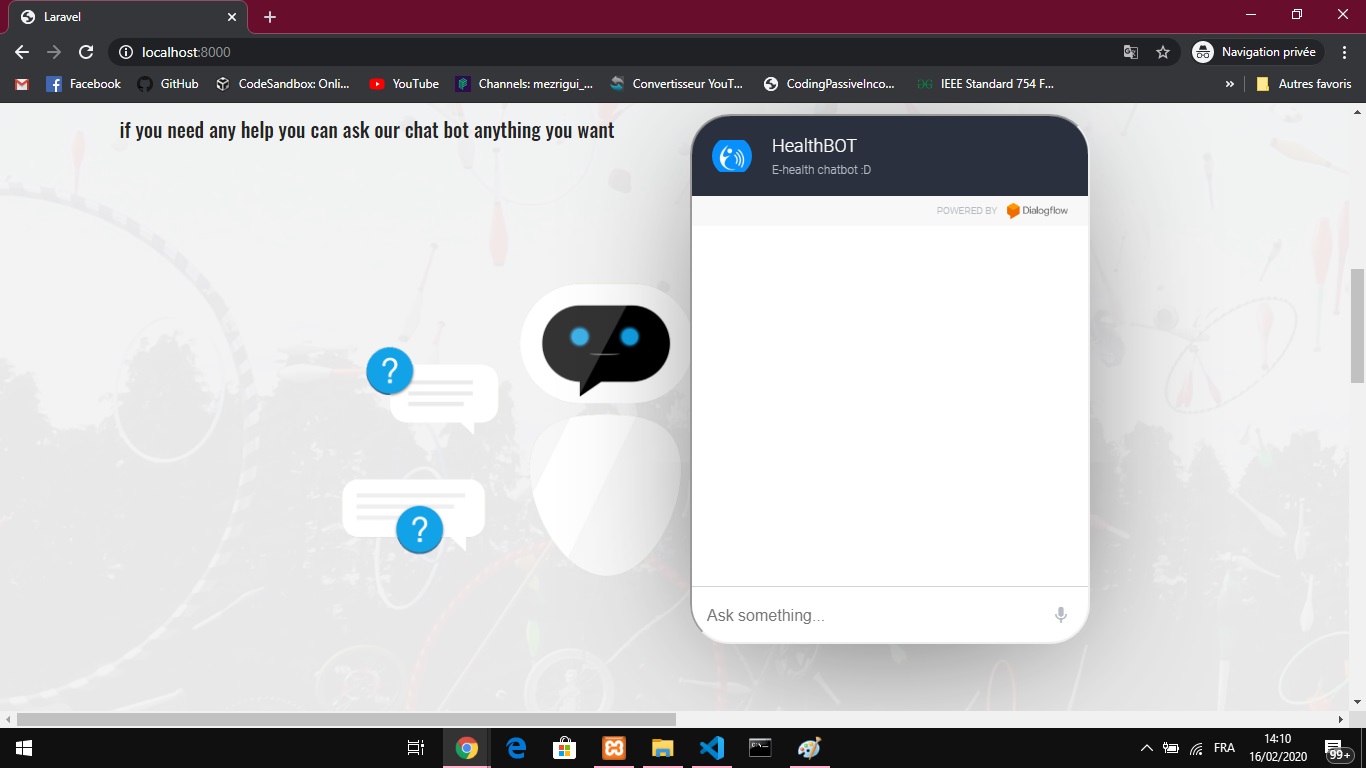 Laravel
localhost:8000
Navigation privée
Facebook
GitHub
CodeSandbox: Onli...
YouTube
Channels: mezrigui_...
Convertisseur YouT...
CodingPassiveInco...
IEEE Standard 754 F...
»
Autres favoris
if you need any help you can ask our chat bot anything you want
HealthBOT
E-health chatbot :D
POWERED BY Dialogflow
?
?
Ask something...
FRA
14:10
16/02/2020
99+